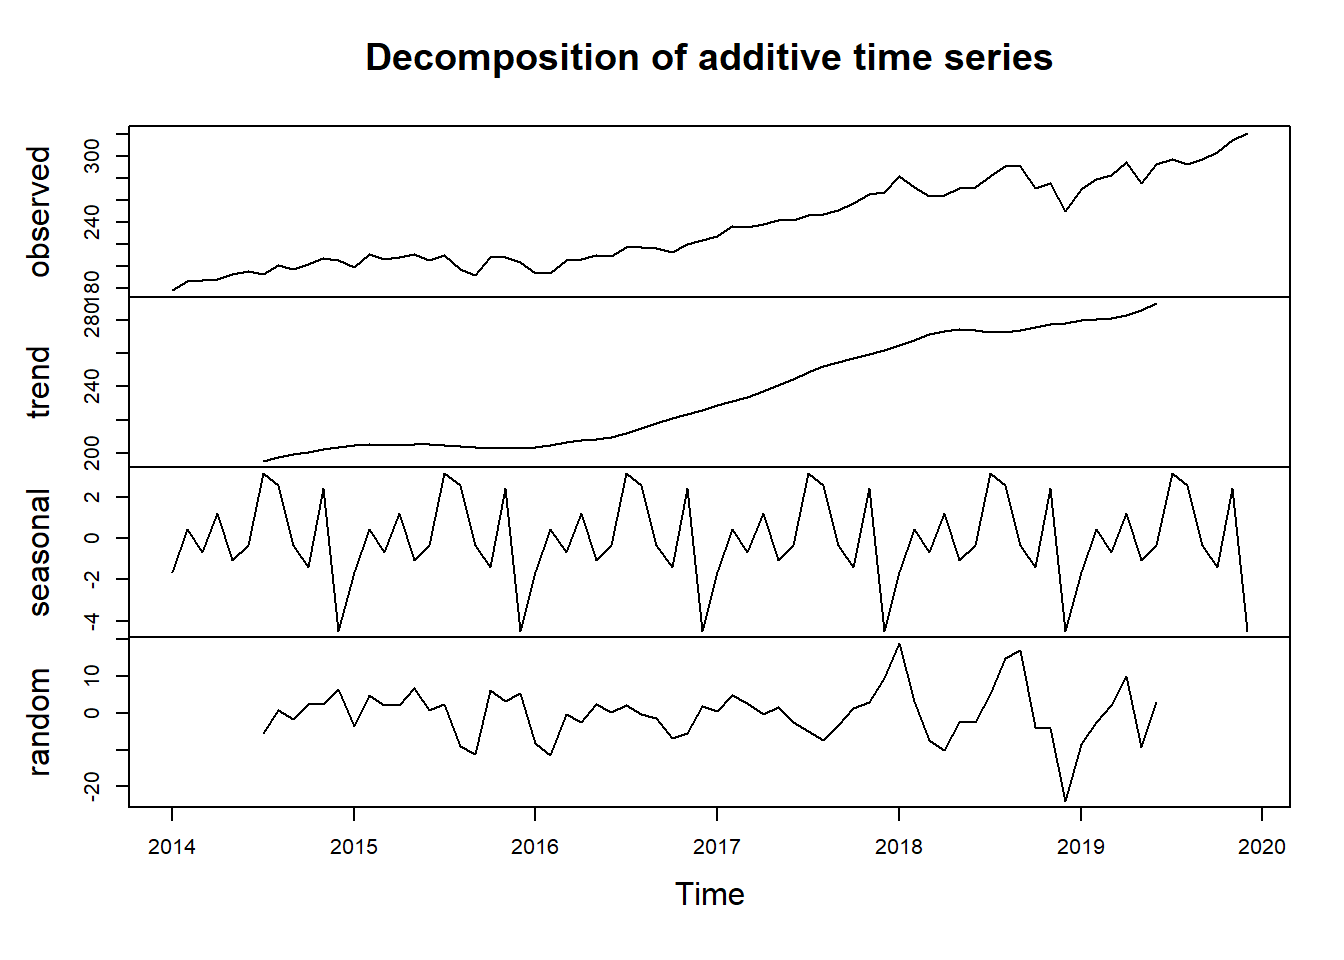 Decomposition of additive time series
observed
180 240 300
trend
200 240 280
seasonal
-4 -2 0 2
random
-20 0 10
2014 2015 2016 2017 2018 2019 2020
Time